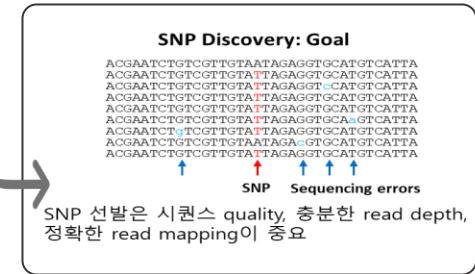 SNP Discovery: Goal
ACGAATCTGTCGTTGTAATAGAGGTGCATGTCATTA
ACGAATCTGTCGTTGTATTAGAGGTGCATGTCATTA
ACGAATCTGTCGTTGTATTAGAGGTcCATGTCATTA
ACGAATCTGTCGTTGTATTAGAGGTGCATGTCATTA
ACGAATCTGTCGTTGTATTAGAGGTGCATGTCATTA
ACGAATCTGTCGTTGTATTAGAGGTGCAaGTCATTA
ACGAATCTgTCGTTGTATTAGAGGTGCATGTCATTA
ACGAATCTGTCGTTGTAATAGAcGTGCATGTCATTA
ACGAATCTGTCGTTGTATTAGAGGTGCATGTCATTA
SNP Sequencing errors
SNP 선발은 시퀀스 quality, 충분한 read depth,
정확한 read mapping이 중요